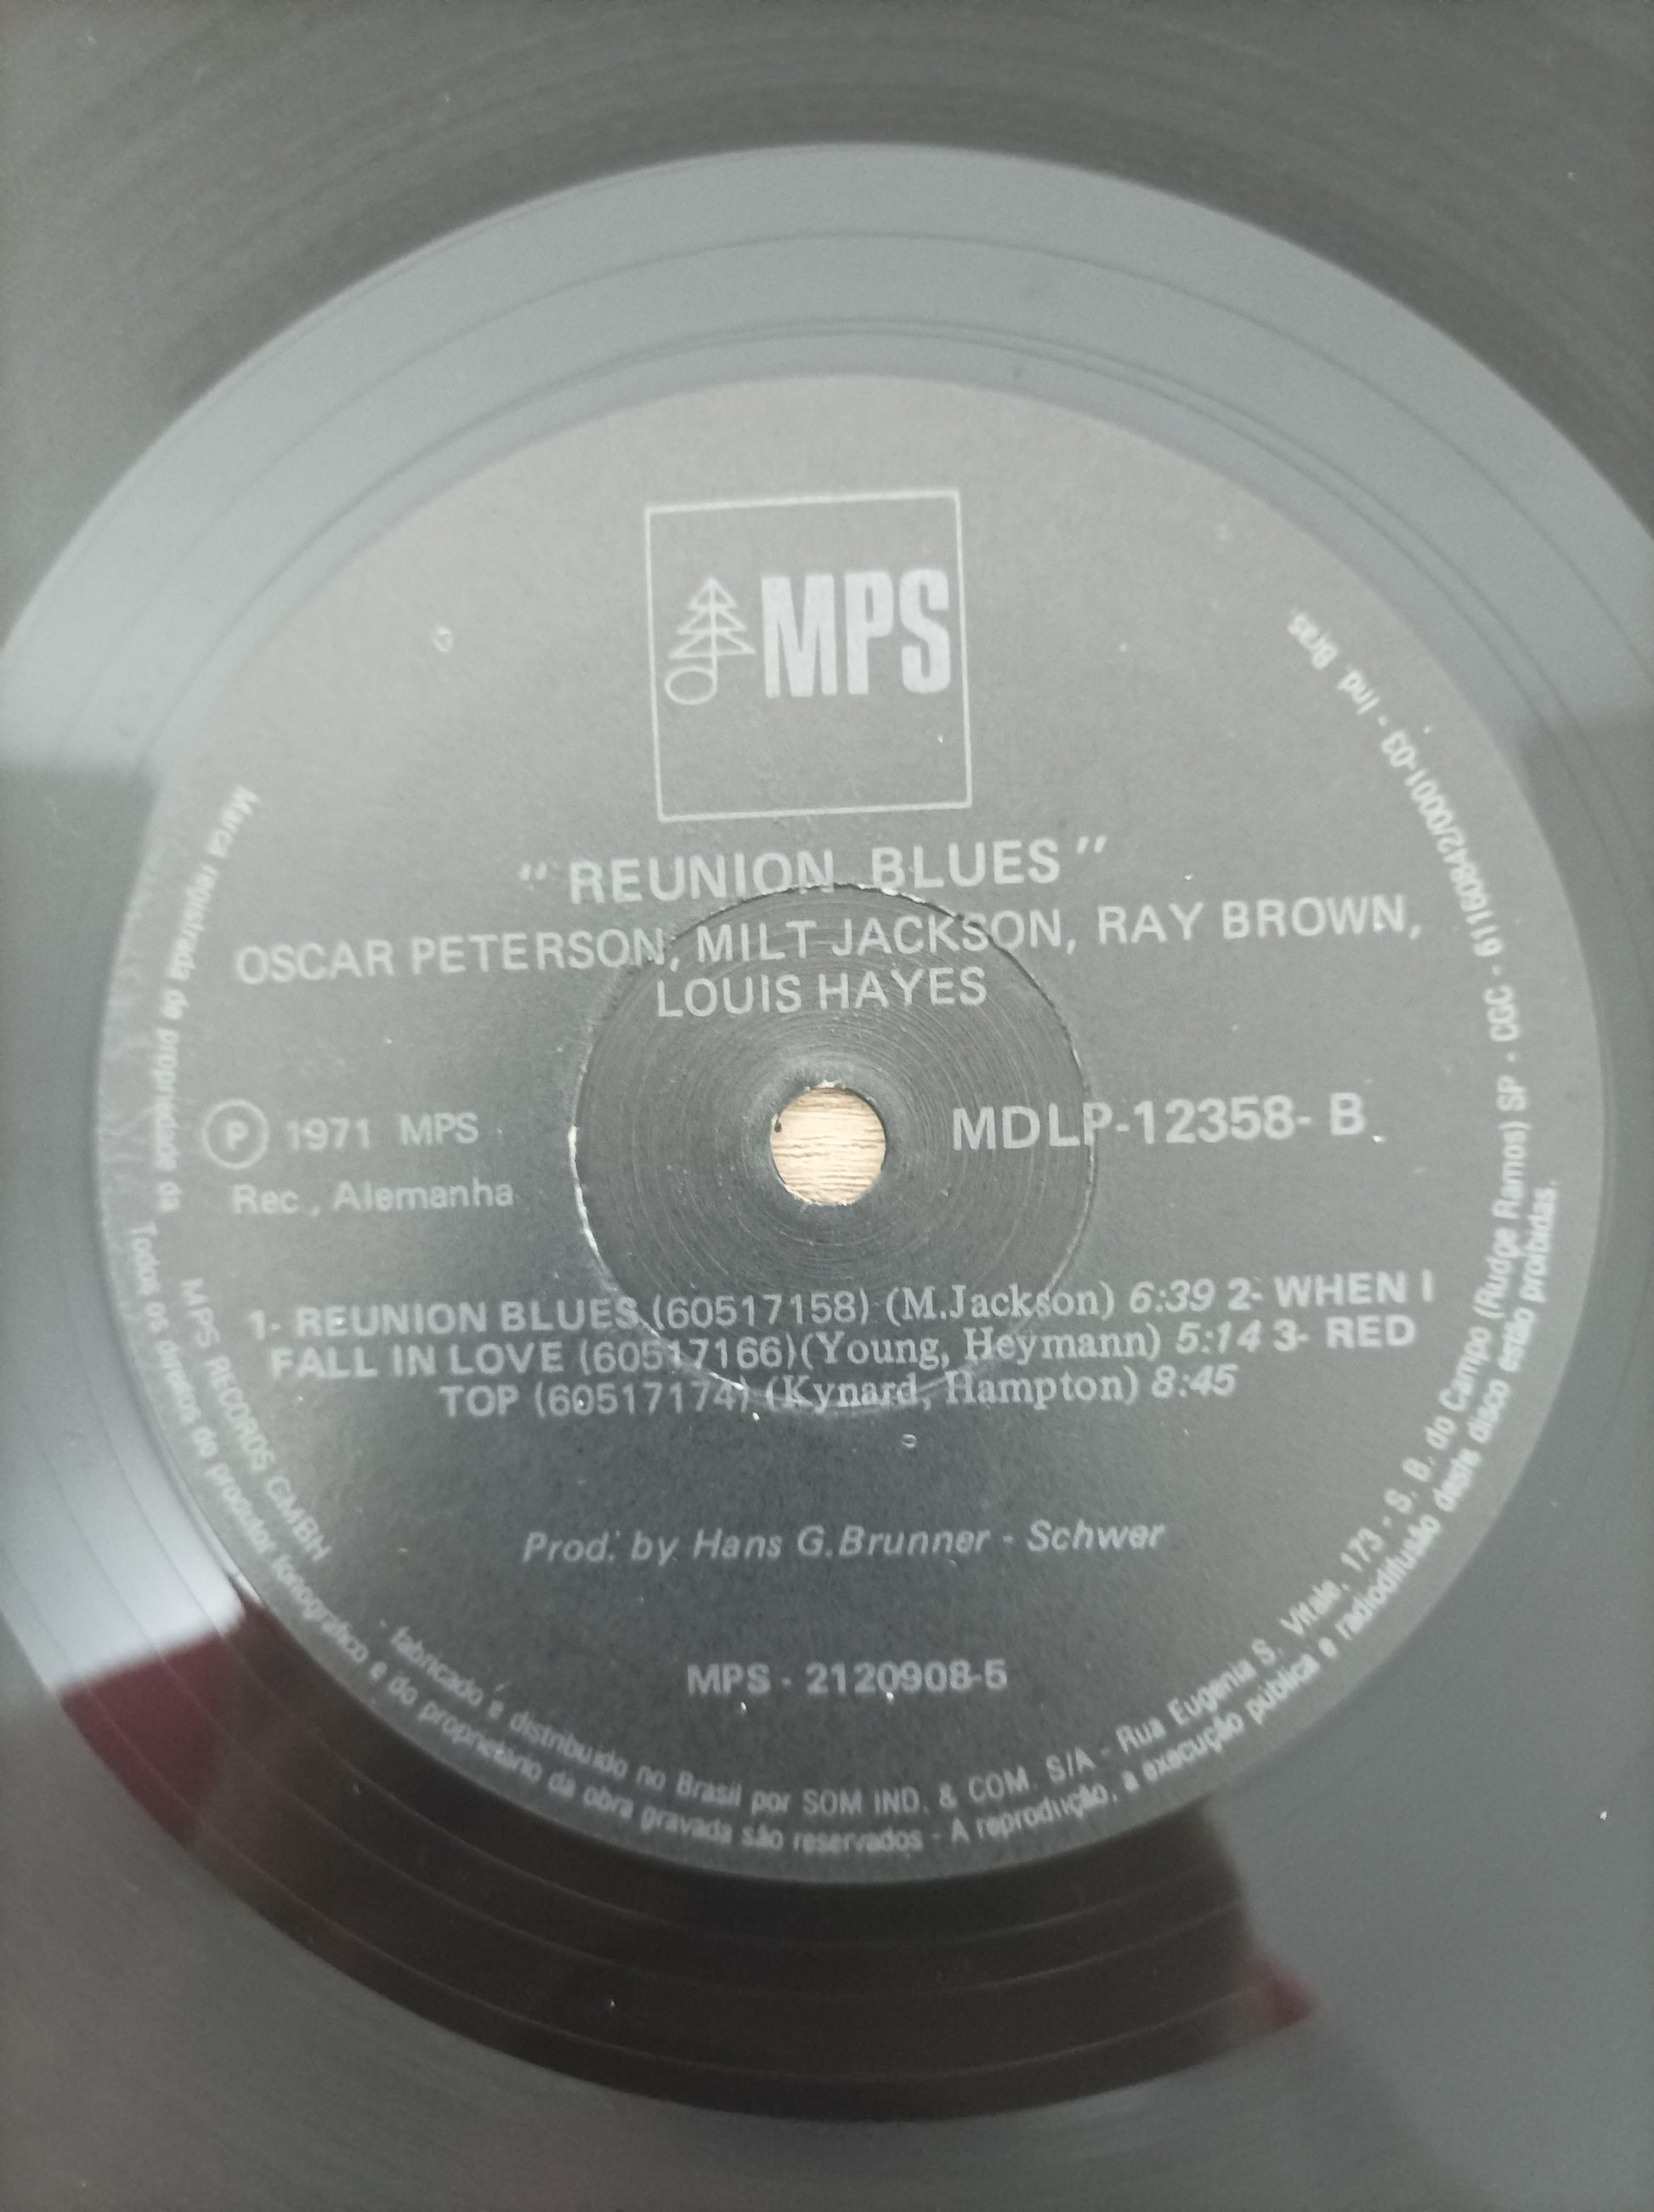 MPS
“ REUNION BLUES ”
OSCAR PETERSON, MILT JACKSON, RAY BROWN,
LOUIS HAYES
Ⓟ 1971 MPS
Rec., Alemanha
MDLP-12358- B
1- REUNION BLUES (60517158) (M.Jackson) 6:39 2- WHEN I
FALL IN LOVE (60517166)(Young, Heymann) 5:14 3- RED
TOP (60517174) (Kynard, Hampton) 8:45
Prod. by Hans G.Brunner - Schwer
MPS - 2120908-5
Marca registrada de propriedade da MPS RECORDS GMBH - fabricado e distribuido no Brasil por SOM IND. & COM. S/A - Rua Eugenia S. Vitale, 173 - S. B. do Campo (Rudge Ramos) SP - CGC - 61160842/0001-03 - Ind. Bras.
Todos os direitos do produtor fonográfico e do proprietário da obra gravada são reservados - A reprodução, a execução pública e radiodifusão deste disco estão proibidas.